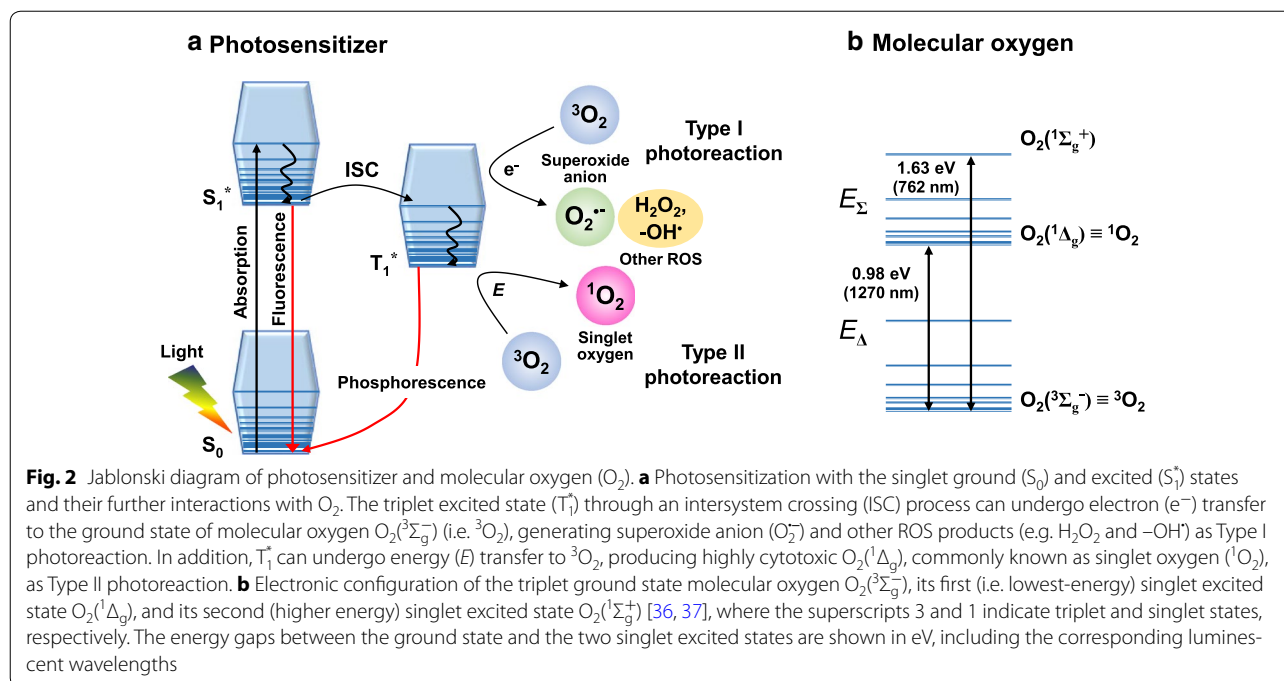 a Photosensitizer
b Molecular oxygen
³O₂
Type I
photoreaction
e⁻
Superoxide
anion
ISC
S₁*
O₂•⁻
H₂O₂,
-OH•
Other ROS
T₁*
Absorption
Fluorescence
E
¹O₂
Singlet
oxygen
³O₂
Type II
photoreaction
Light
Phosphorescence
S₀
O₂(¹Σg⁺)
1.63 eV
(762 nm)
EΣ
O₂(¹Δg) ≡ ¹O₂
0.98 eV
(1270 nm)
EΔ
O₂(³Σg⁻) ≡ ³O₂
Fig. 2 Jablonski diagram of photosensitizer and molecular oxygen (O₂). a Photosensitization with the singlet ground (S₀) and excited (S₁*) states
and their further interactions with O₂. The triplet excited state (T₁*) through an intersystem crossing (ISC) process can undergo electron (e⁻) transfer
to the ground state of molecular oxygen O₂(³Σg⁻) (i.e. ³O₂), generating superoxide anion (O₂•⁻) and other ROS products (e.g. H₂O₂ and –OH•) as Type I
photoreaction. In addition, T₁* can undergo energy (E) transfer to ³O₂, producing highly cytotoxic O₂(¹Δg), commonly known as singlet oxygen (¹O₂),
as Type II photoreaction. b Electronic configuration of the triplet ground state molecular oxygen O₂(³Σg⁻), its first (i.e. lowest-energy) singlet excited
state O₂(¹Δg), and its second (higher energy) singlet excited state O₂(¹Σg⁺) [36, 37], where the superscripts 3 and 1 indicate triplet and singlet states,
respectively. The energy gaps between the ground state and the two singlet excited states are shown in eV, including the corresponding lumines-
cent wavelengths